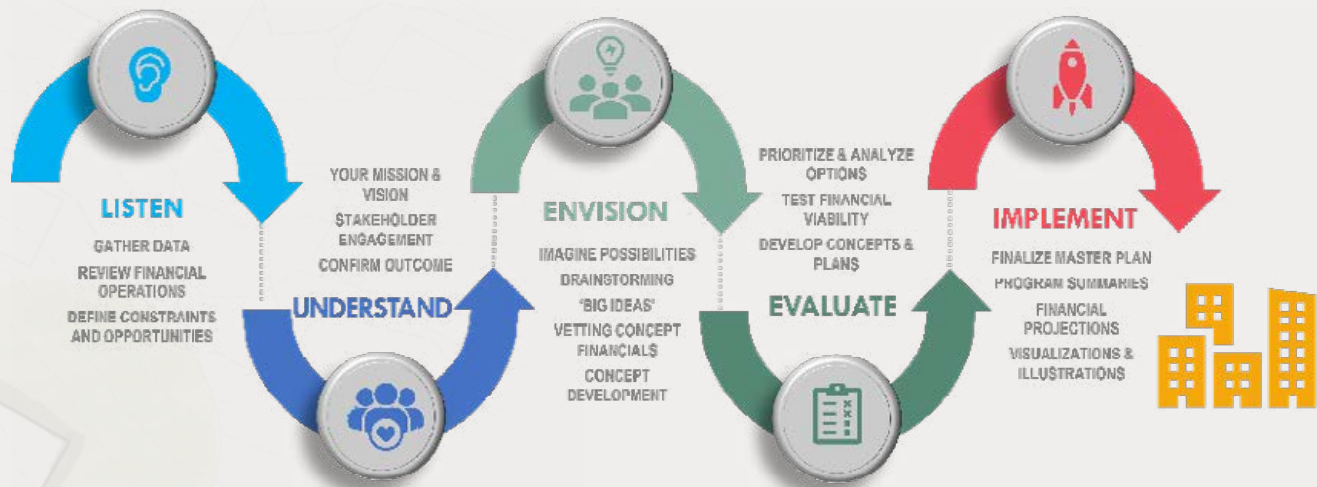 LISTEN
GATHER DATA
REVIEW FINANCIAL
OPERATIONS
DEFINE CONSTRAINTS
AND OPPORTUNITIES
YOUR MISSION &
VISION
STAKEHOLDER
ENGAGEMENT
CONFIRM OUTCOME
UNDERSTAND
ENVISION
IMAGINE POSSIBILITIES
BRAINSTORMING
'BIG IDEAS'
VETTING CONCEPT
FINANCIALS
CONCEPT
DEVELOPMENT
PRIORITIZE & ANALYZE
OPTIONS
TEST FINANCIAL
VIABILITY
DEVELOP CONCEPTS &
PLANS
EVALUATE
IMPLEMENT
FINALIZE MASTER PLAN
PROGRAM SUMMARIES
FINANCIAL
PROJECTIONS
VISUALIZATIONS &
ILLUSTRATIONS